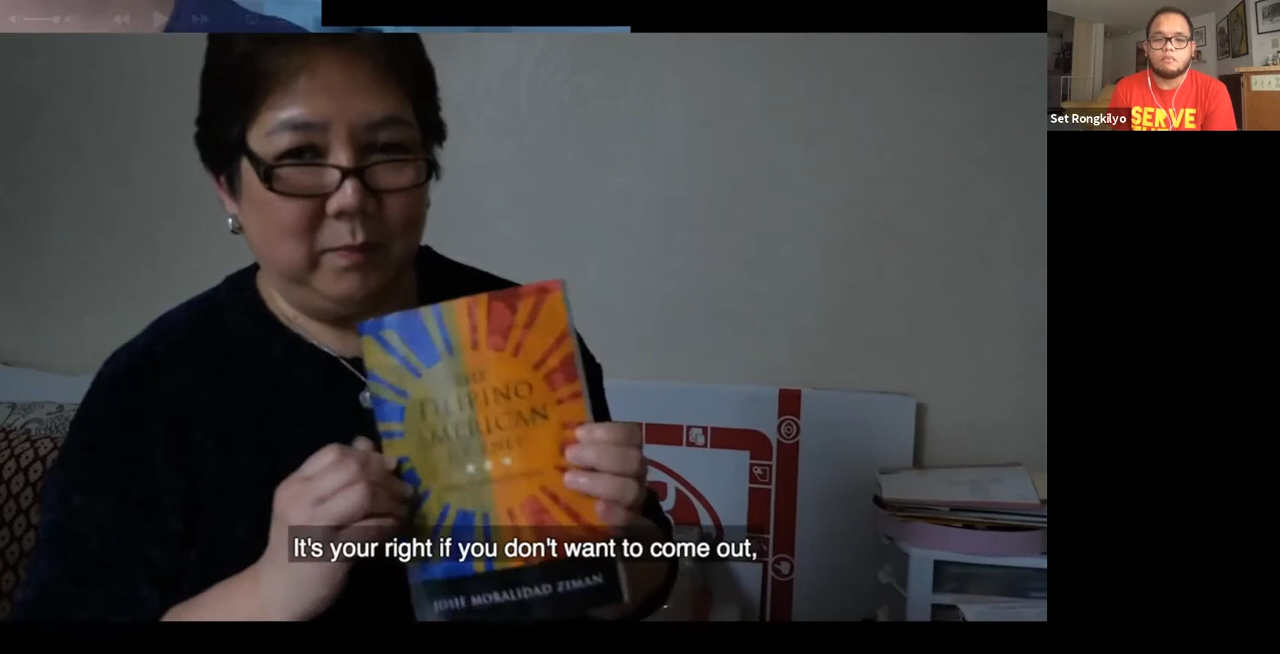 SERVE
Set Rongkilyo
THE
FILIPINO
AMERICAN
JOURNEY
It's your right if you don't want to come out,
JOSIE MORALIDAD ZIMAN